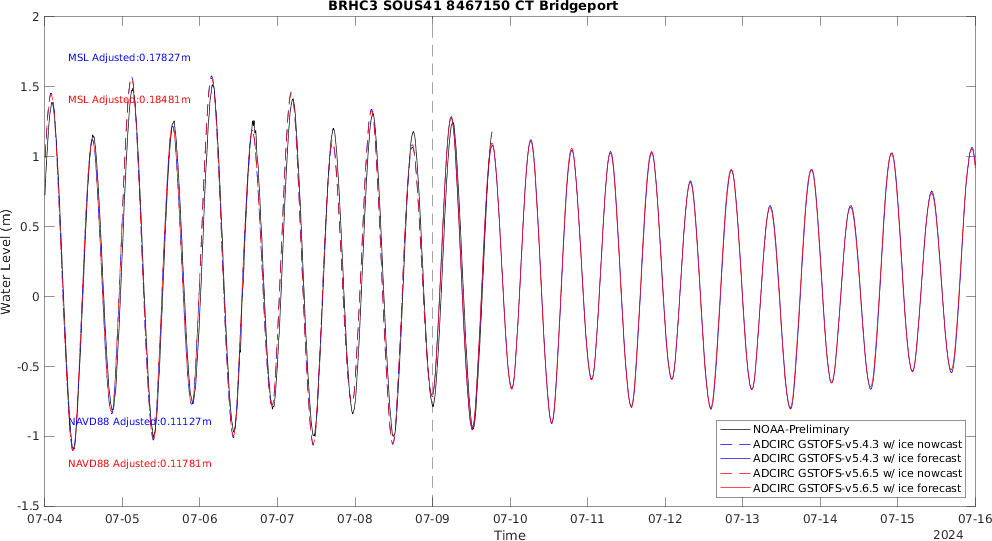 BRHC3 SOUS41 8467150 CT Bridgeport
2
1.5
1
0.5
0
-0.5
-1
-1.5
Water Level (m)
MSL Adjusted:0.17827m
MSL Adjusted:0.18481m
NAVD88 Adjusted:0.11127m
NAVD88 Adjusted:0.11781m
NOAA-Preliminary
ADCIRC GSTOFS-v5.4.3 w/ ice nowcast
ADCIRC GSTOFS-v5.4.3 w/ ice forecast
ADCIRC GSTOFS-v5.6.5 w/ ice nowcast
ADCIRC GSTOFS-v5.6.5 w/ ice forecast
07-04 07-05 07-06 07-07 07-08 07-09 07-10 07-11 07-12 07-13 07-14 07-15 07-16
Time
2024